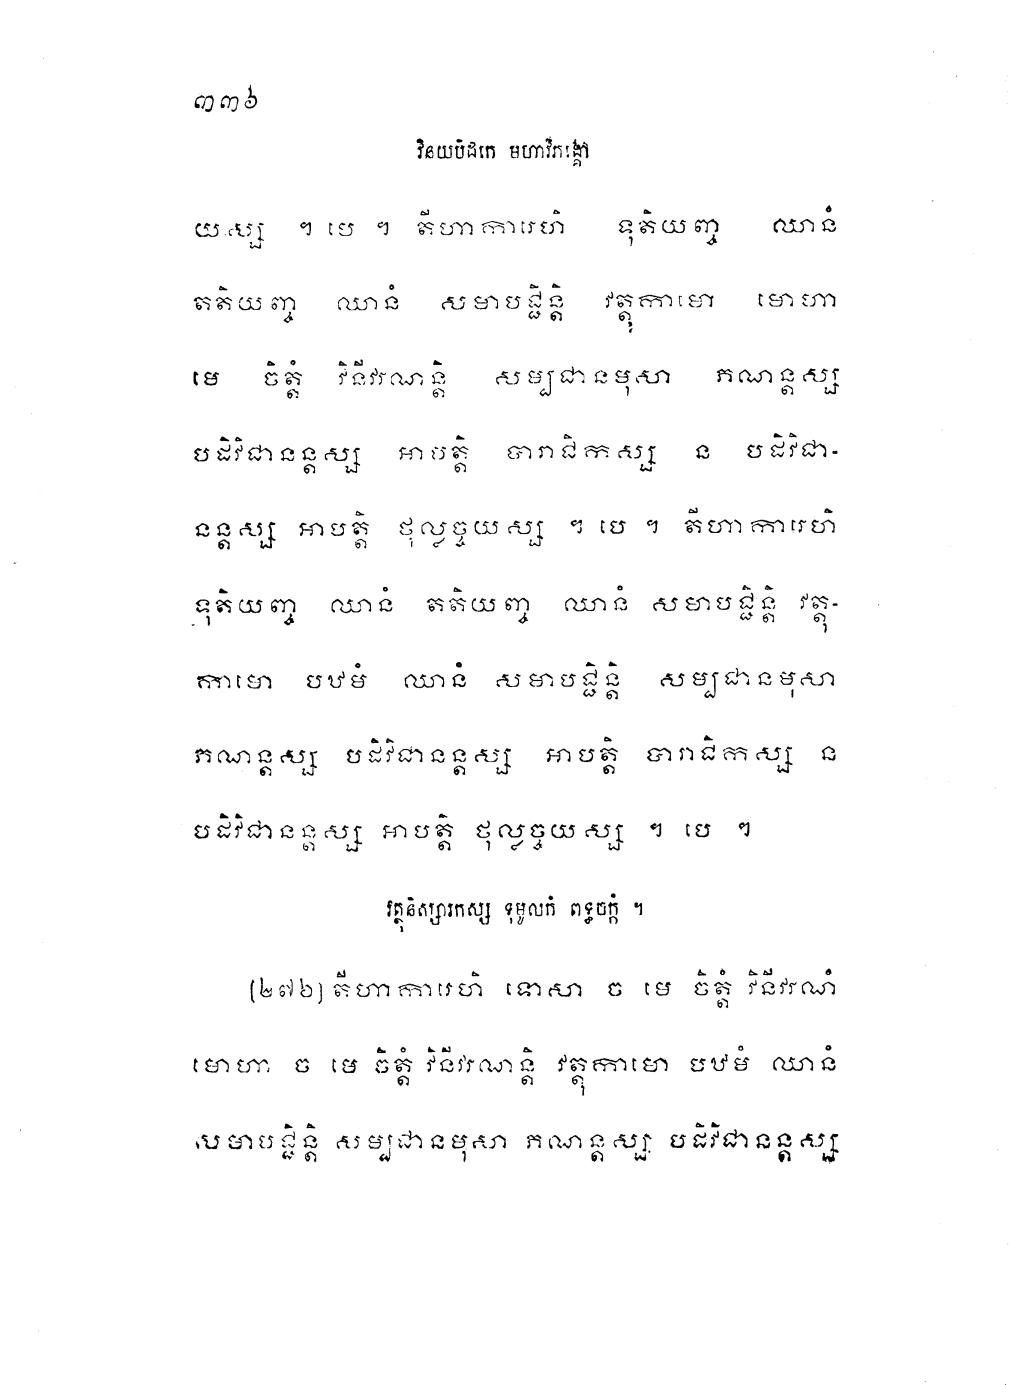 ៣៣៦
វិនយបិដកេ មហាវិភង្គោ
យស្ស ។ បេ ។ តីហាការេហិ ទុតិយញ្ច ឈានំ
តតិយញ្ច ឈានំ សមាបជ្ជិន្តិ វត្តុកាមោ មោហា
មេ ចិត្តំ វិនីវរណន្តិ សម្បជានមុសា ភណន្តស្ស
បដិវិជានន្តស្ស អាបត្តិ បារាជិកស្ស ន បដិវិជា-
នន្តស្ស អាបត្តិ ថុល្លច្ចយស្ស ។ បេ ។ តីហាការេហិ
ទុតិយញ្ច ឈានំ តតិយញ្ច ឈានំ សមាបជ្ជិន្តិ វត្តុ-
កាមោ បឋមំ ឈានំ សមាបជ្ជិន្តិ សម្បជានមុសា
ភណន្តស្ស បដិវិជានន្តស្ស អាបត្តិ បារាជិកស្ស ន
បដិវិជានន្តស្ស អាបត្តិ ថុល្លច្ចយស្ស ។ បេ ។
វត្ថុនិស្សារកស្ស ទុមូលកំ ពទ្ធចក្កំ ។
(២៧៦) តីហាការេហិ ទោសា ច មេ ចិត្តំ វិនីវរណំ
មោហា ច មេ ចិត្តំ វិនីវរណន្តិ វត្តុកាមោ បឋមំ ឈានំ
សមាបជ្ជិន្តិ សម្បជានមុសា ភណន្តស្ស បដិវិជានន្តស្ស